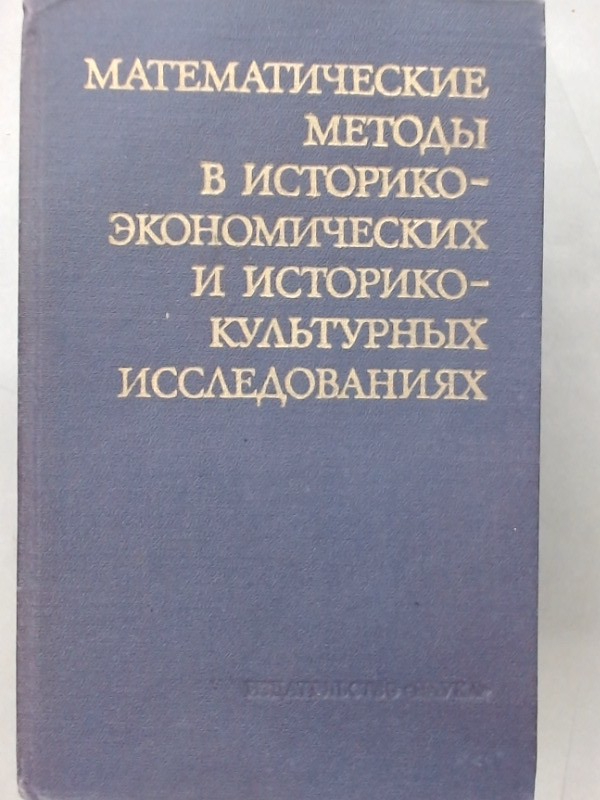 МАТЕМАТИЧЕСКИЕ
МЕТОДЫ
В ИСТОРИКО-
ЭКОНОМИЧЕСКИХ
И ИСТОРИКО-
КУЛЬТУРНЫХ
ИССЛЕДОВАНИЯХ
ИЗДАТЕЛЬСТВО «НАУКА»